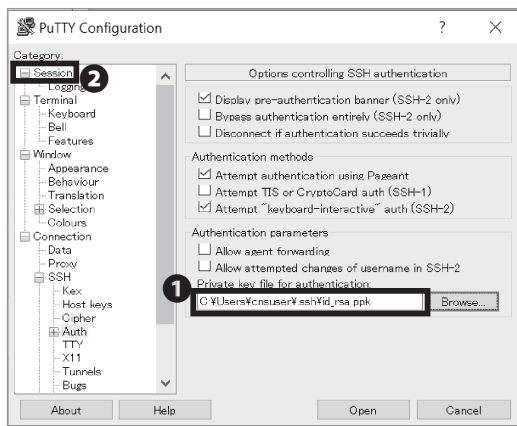 PuTTY Configuration
? ×
Category:
Session
2
Logging
Terminal
Keyboard
Bell
Features
Window
Appearance
Behaviour
Translation
Selection
Colours
Connection
Data
Proxy
SSH
Kex
Host keys
Cipher
Auth
TTY
X11
Tunnels
Bugs
Options controlling SSH authentication
Display pre-authentication banner (SSH-2 only)
Bypass authentication entirely (SSH-2 only)
Disconnect if authentication succeeds trivially
Authentication methods
Attempt authentication using Pageant
Attempt TIS or CryptoCard auth (SSH-1)
Attempt "keyboard-interactive" auth (SSH-2)
Authentication parameters
Allow agent forwarding
Allow attempted changes of username in SSH-2
1
Private key file for authentication:
C:¥Users¥cnsuser¥.ssh¥id_rsa.ppk
Browse...
About Help Open Cancel